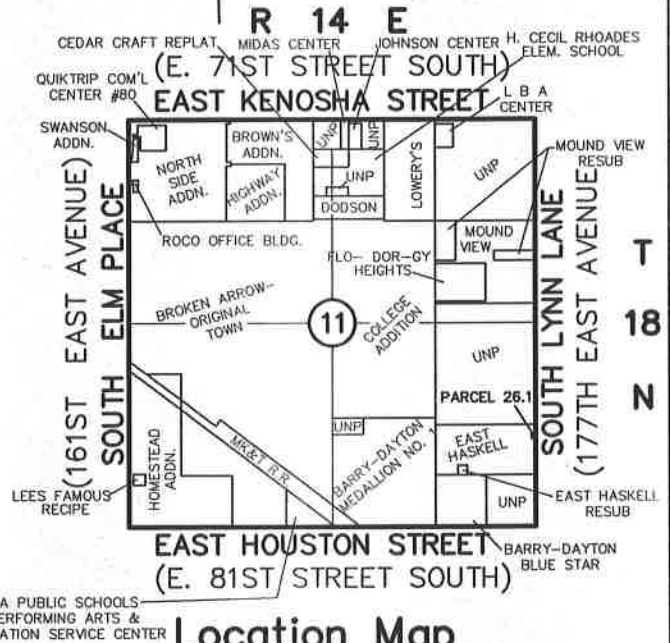 R 14 E
CEDAR CRAFT REPLAT
MIDAS CENTER
JOHNSON CENTER
H. CECIL RHOADES
ELEM. SCHOOL
(E. 71ST STREET SOUTH)
QUIKTRIP COM'L
CENTER #80
EAST KENOSHA STREET
L B A
CENTER
SWANSON
ADDN.
BROWN'S
ADDN.
UNP
UNP
MOUND VIEW
RESUB
NORTH
SIDE
ADDN.
HIGHWAY
ADDN.
UNP
LOWERY'S
UNP
DODSON
ROCO OFFICE BLDG.
MOUND
VIEW
FLO- DOR-GY
HEIGHTS
(161ST EAST AVENUE)
SOUTH ELM PLACE
SOUTH LYNN LANE
(177TH EAST AVENUE)
T
18
N
BROKEN ARROW-
ORIGINAL
TOWN
11
COLLEGE
ADDITION
UNP
PARCEL 26.1
UNP
MK&T R.R.
BARRY-DAYTON
MEDALLION NO. 1
EAST
HASKELL
HOMESTEAD
ADDN.
LEES FAMOUS
RECIPE
UNP
EAST HASKELL
RESUB
EAST HOUSTON STREET
BARRY-DAYTON
BLUE STAR
(E. 81ST STREET SOUTH)
A PUBLIC SCHOOLS
ERFORMING ARTS &
ATION SERVICE CENTER
Location Map